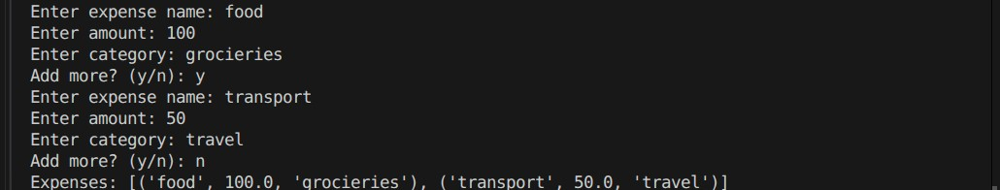 Enter expense name: food
Enter amount: 100
Enter category: grocieries
Add more? (y/n): y
Enter expense name: transport
Enter amount: 50
Enter category: travel
Add more? (y/n): n
Expenses: [('food', 100.0, 'grocieries'), ('transport', 50.0, 'travel')]